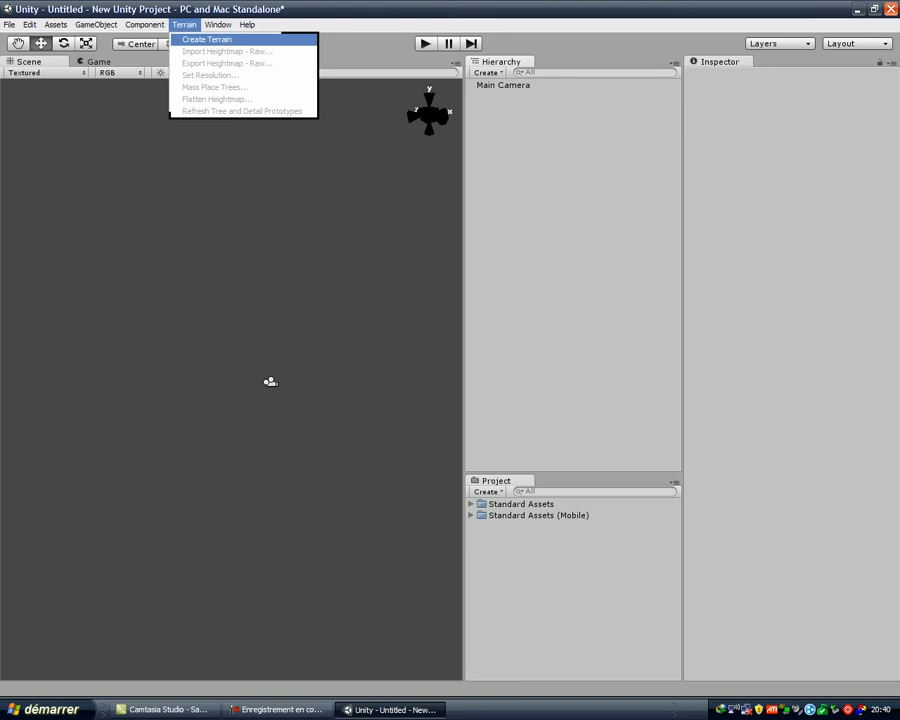 Unity - Untitled - New Unity Project - PC and Mac Standalone*
File Edit Assets GameObject Component Terrain Window Help
Center
Layers
Layout
Create Terrain
Import Heightmap - Raw...
Export Heightmap - Raw...
Set Resolution...
Mass Place Trees...
Flatten Heightmap...
Refresh Tree and Detail Prototypes
Scene
Game
Textured
RGB
y
z
x
Hierarchy
Create
All
Main Camera
Inspector
Project
Create
All
Standard Assets
Standard Assets (Mobile)
démarrer
Camtasia Studio - Sa...
Enregistrement en co...
Unity - Untitled - New...
ATI
20:40